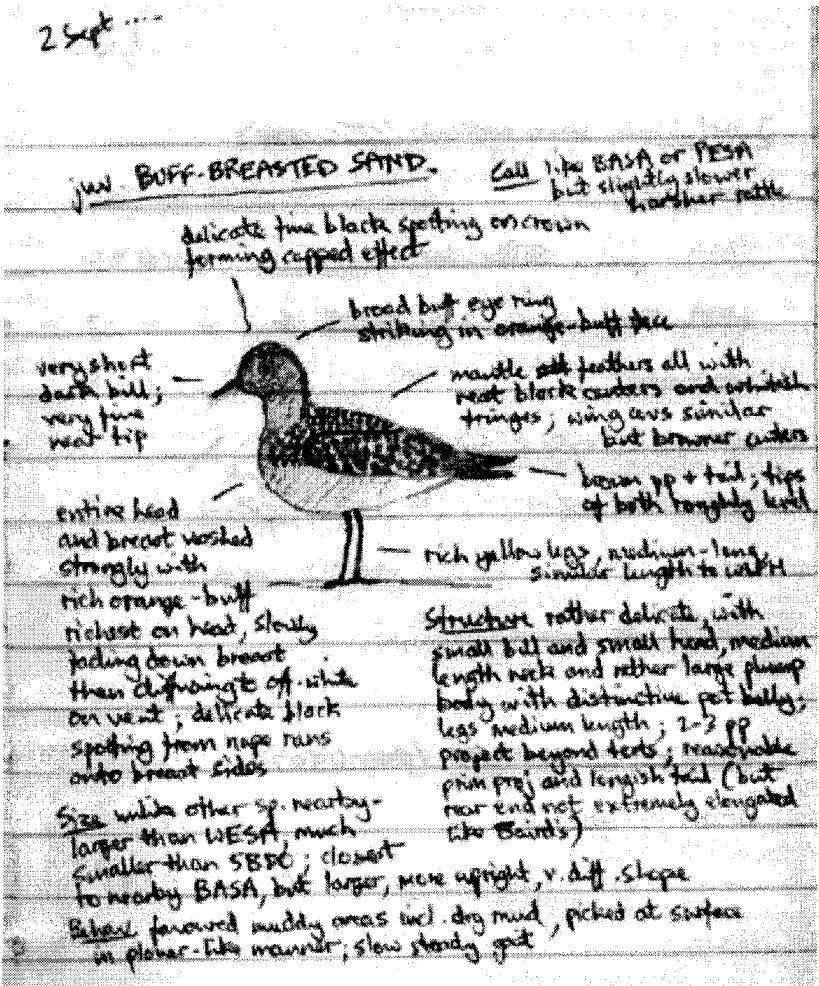 2 Sept ....
juv. BUFF-BREASTED SAND.
Call like BASA or PESA
but slightly slower
harsher rattle
delicate fine black spotting on crown
forming capped effect
broad buff eye ring
striking in orange-buff face
very short
dark bill;
very fine
near tip
mantle feathers all with
neat black centers and whitish
fringes; wing cvs similar
but browner centers
brown pp + tail; tips
of both roughly level
entire head
and breast washed
strongly with
rich orange-buff
richest on head, slowly
fading down breast
then diffusing to off-white
on vent; delicate black
spotting from nape runs
onto breast sides
rich yellow legs, medium-long,
similar length to
Structure rather delicate, with
small bill and small head, medium
length neck and rather large plump
body with distinctive pot belly;
legs medium length; 2-3 pp
project beyond terts; reasonable
prim proj and longish tail (but
rear end not extremely elongated
like Baird's)
Size unlike other sp. nearby-
larger than WESA, much
smaller than SBDO; closest
to nearby BASA, but larger, more upright, v. diff. shape
Behav favored muddy areas incl. dry mud, picked at surface
in plover-like manner; slow steady gait